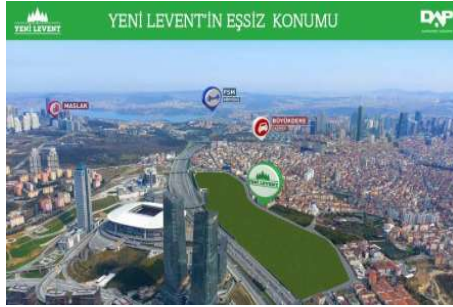 YENİ LEVENT
YENİ LEVENT'İN EŞSİZ KONUMU
DAP
MASLAK
FSM
BÜYÜKDERE
YENİ LEVENT